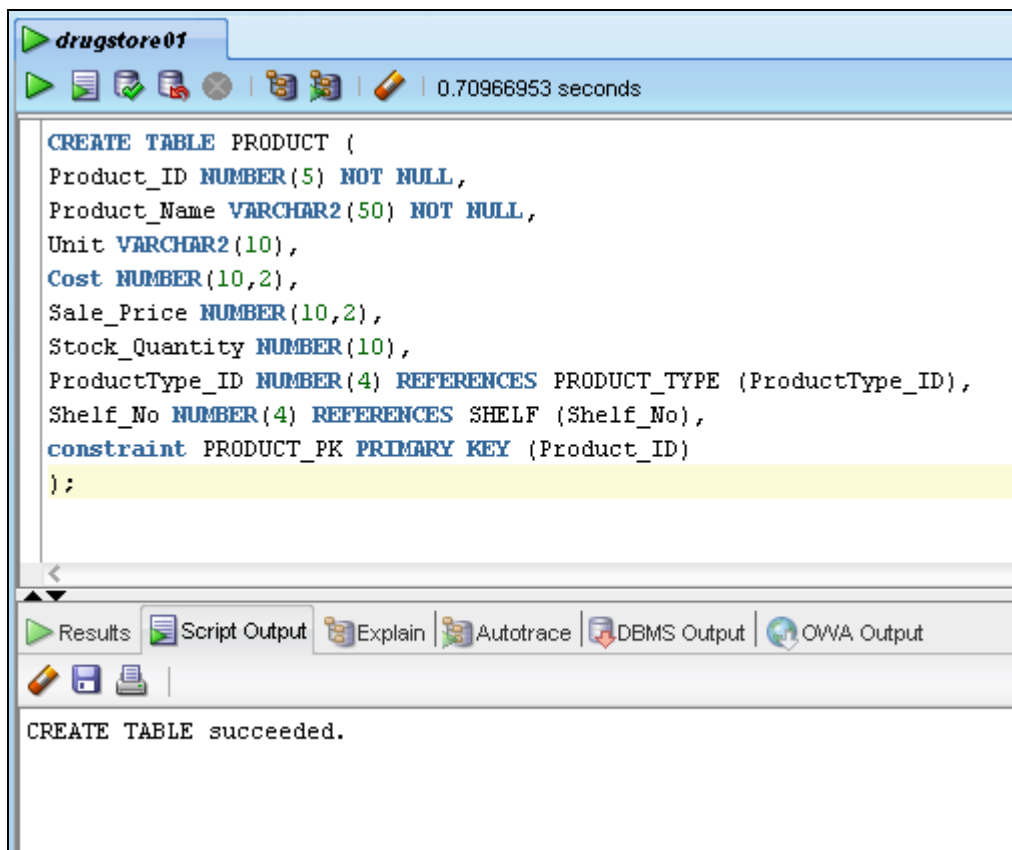 drugstore01
0.70966953 seconds
CREATE TABLE PRODUCT (
Product_ID NUMBER(5) NOT NULL,
Product_Name VARCHAR2(50) NOT NULL,
Unit VARCHAR2(10),
Cost NUMBER(10,2),
Sale_Price NUMBER(10,2),
Stock_Quantity NUMBER(10),
ProductType_ID NUMBER(4) REFERENCES PRODUCT_TYPE (ProductType_ID),
Shelf_No NUMBER(4) REFERENCES SHELF (Shelf_No),
constraint PRODUCT_PK PRIMARY KEY (Product_ID)
);
Results Script Output Explain Autotrace DBMS Output OWA Output
CREATE TABLE succeeded.